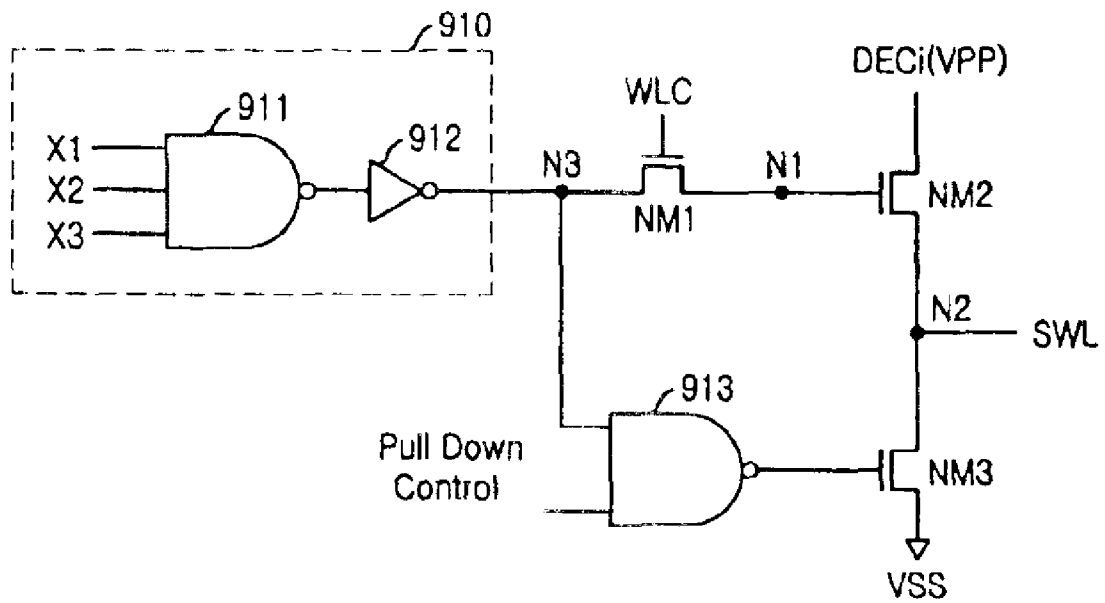 910
DECi(VPP)
WLC
911
912
X1
X2
X3
N3
N1
NM1
NM2
N2
SWL
913
Pull Down
Control
NM3
VSS